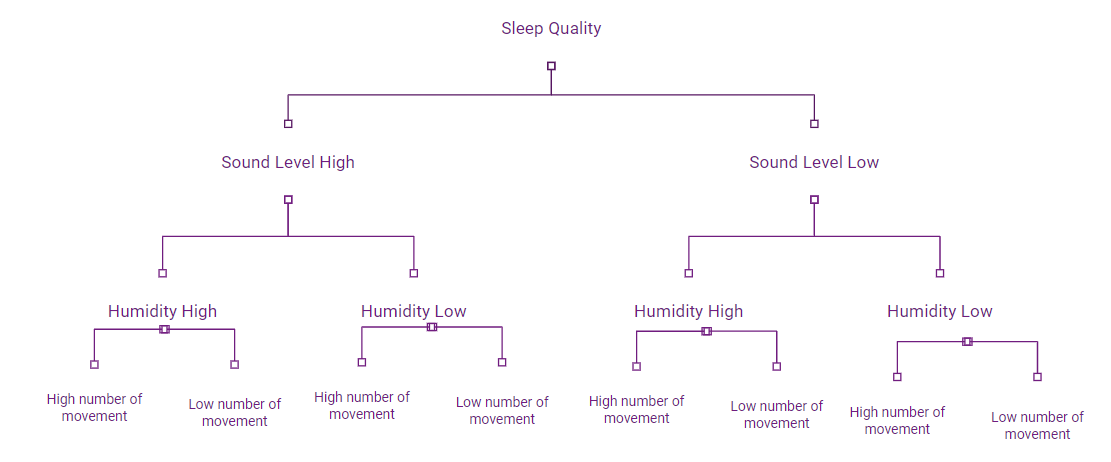 Sleep Quality
Sound Level High
Sound Level Low
Humidity High
Humidity Low
Humidity High
Humidity Low
High number of
movement
Low number of
movement
High number of
movement
Low number of
movement
High number of
movement
Low number of
movement
High number of
movement
Low number of
movement